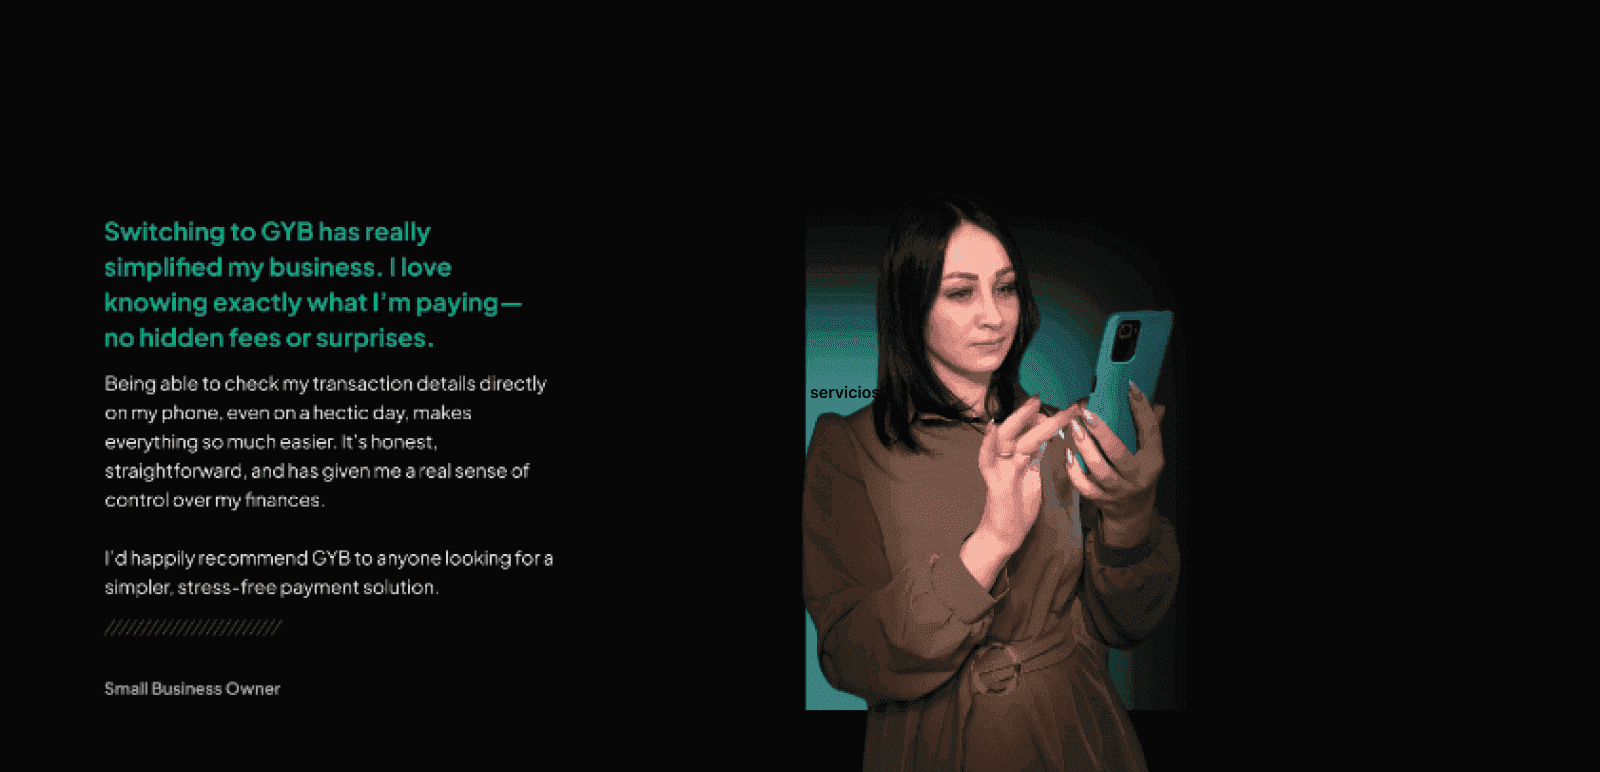 Switching to GYB has really
simplified my business. I love
knowing exactly what I'm paying—
no hidden fees or surprises.
Being able to check my transaction details directly
on my phone, even on a hectic day, makes
everything so much easier. It's honest,
straightforward, and has given me a real sense of
control over my finances.
I'd happily recommend GYB to anyone looking for a
simpler, stress-free payment solution.
////////////////////////
Small Business Owner
servicios